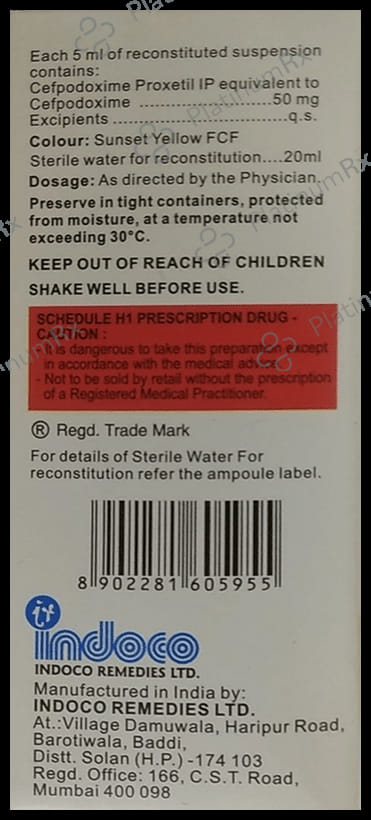 Each 5 ml of reconstituted suspension
contains:
Cefpodoxime Proxetil IP equivalent to
Cefpodoxime ......................50 mg
Excipients .............................q.s.
Colour: Sunset Yellow FCF
Sterile water for reconstitution....20ml
Dosage: As directed by the Physician.
Preserve in tight containers, protected
from moisture, at a temperature not
exceeding 30°C.
KEEP OUT OF REACH OF CHILDREN
SHAKE WELL BEFORE USE.
SCHEDULE H1 PRESCRIPTION DRUG -
CAUTION :
- It is dangerous to take this preparation except
in accordance with the medical advice.
- Not to be sold by retail without the prescription
of a Registered Medical Practitioner.
® Regd. Trade Mark
For details of Sterile Water For
reconstitution refer the ampoule label.
8 902281 605955
indoco
INDOCO REMEDIES LTD.
Manufactured in India by:
INDOCO REMEDIES LTD.
At.:Village Damuwala, Haripur Road,
Barotiwala, Baddi,
Distt. Solan (H.P.) -174 103
Regd. Office: 166, C.S.T. Road,
Mumbai 400 098
PlatinumRx
PlatinumRx
PlatinumRx